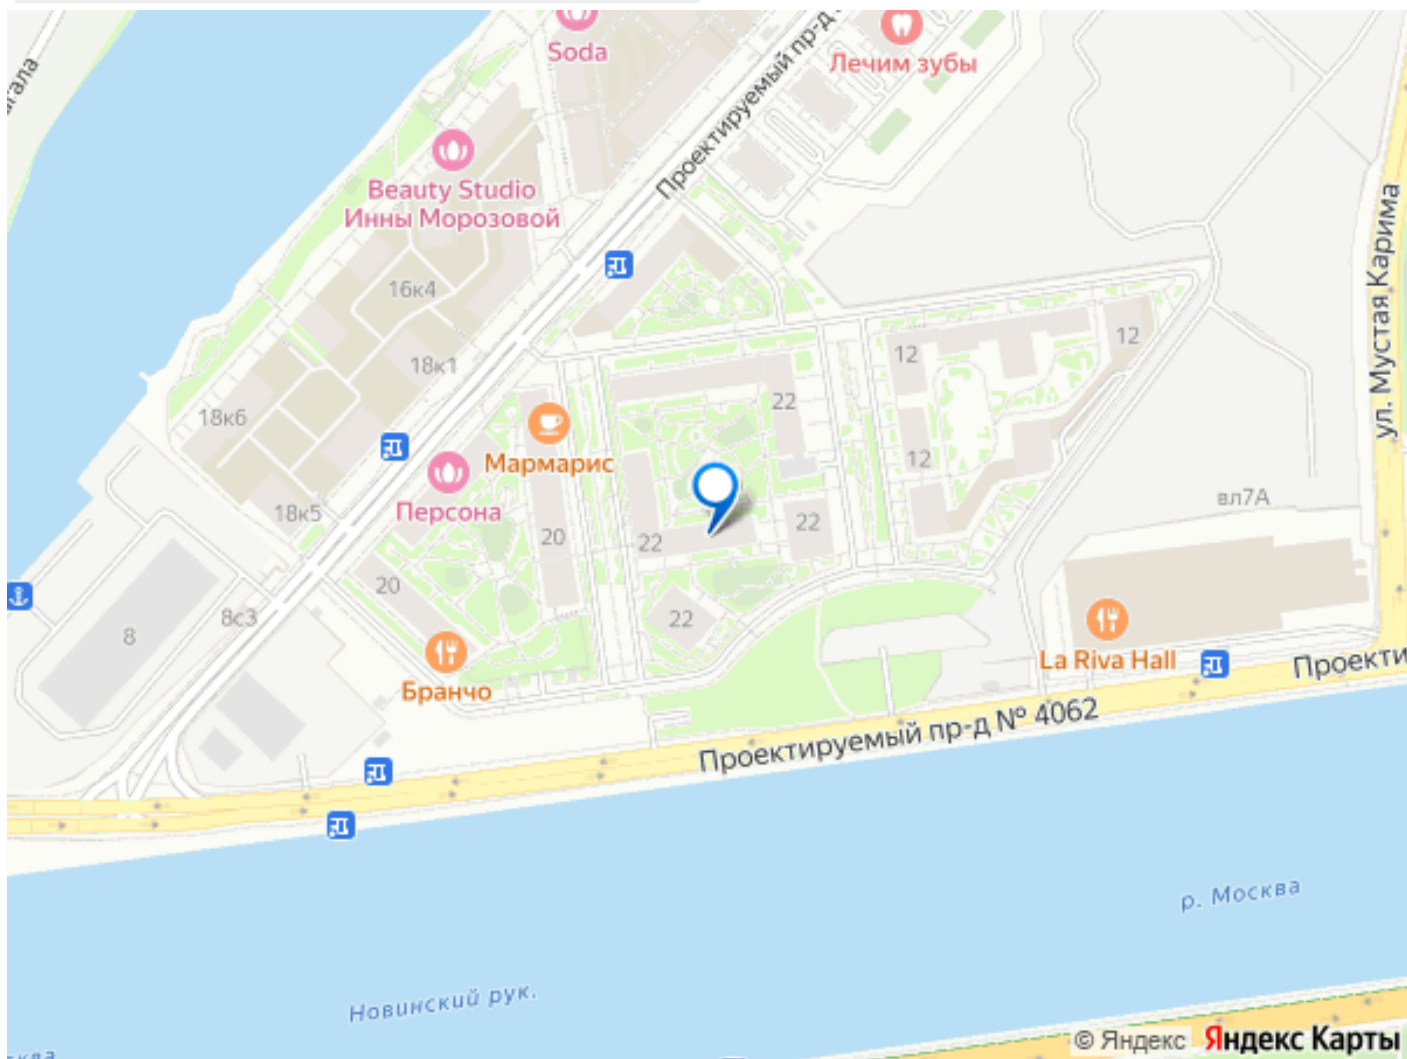 Soda
Лечим зубы
Проектируемый пр-д
Beauty Studio
Инны Морозовой
ул. Мустая Карима
16к4
12
12
18к1
22
18к6
Мармарис
12
Персона
18к5
вл7А
22
20
22
20
8с3
22
8
La Riva Hall
Бранчо
Проекти
Проектируемый пр-д № 4062
р. Москва
Новинский рук.
© Яндекс Яндекс Карты